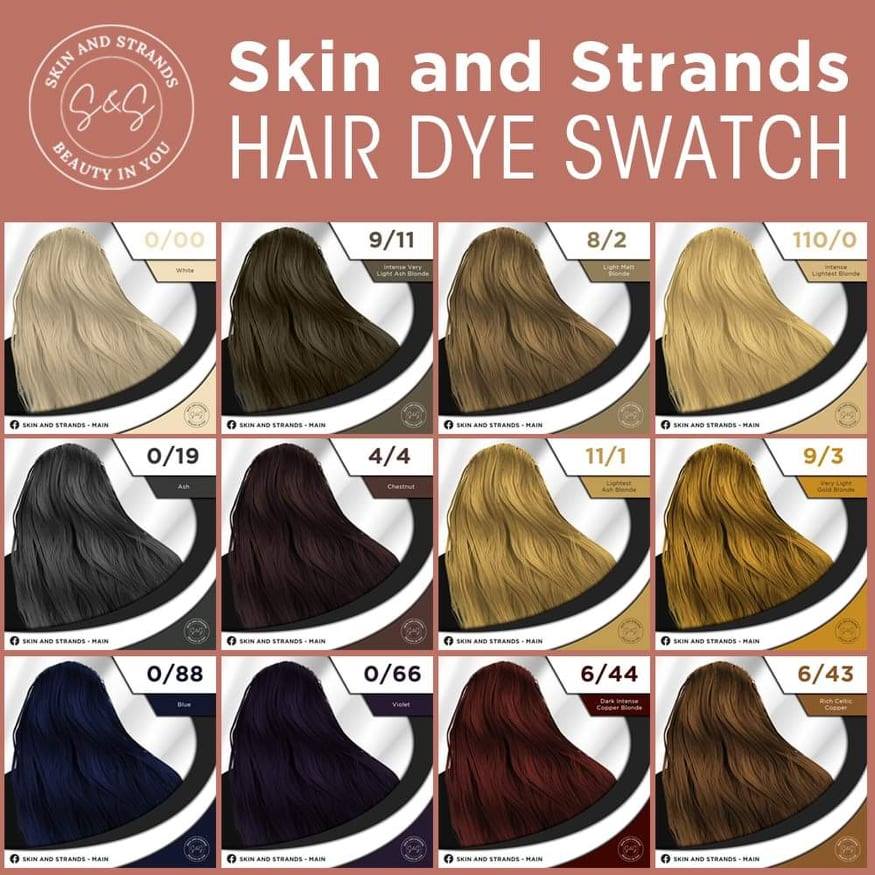 SKIN AND STRANDS
S&S
BEAUTY IN YOU
Skin and Strands
HAIR DYE SWATCH
0/00
White
SKIN AND STRANDS - MAIN
9/11
Intense Very
Light Ash Blonde
SKIN AND STRANDS - MAIN
8/2
Light Matt
Blonde
SKIN AND STRANDS - MAIN
110/0
Intense
Lightest Blonde
SKIN AND STRANDS - MAIN
0/19
Ash
SKIN AND STRANDS - MAIN
4/4
Chestnut
SKIN AND STRANDS - MAIN
11/1
Lightest
Ash Blonde
SKIN AND STRANDS - MAIN
9/3
Very Light
Gold Blonde
SKIN AND STRANDS - MAIN
0/88
Blue
SKIN AND STRANDS - MAIN
0/66
Violet
SKIN AND STRANDS - MAIN
6/44
Dark Intense
Copper Blonde
SKIN AND STRANDS - MAIN
6/43
Rich Celtic
Copper
SKIN AND STRANDS - MAIN